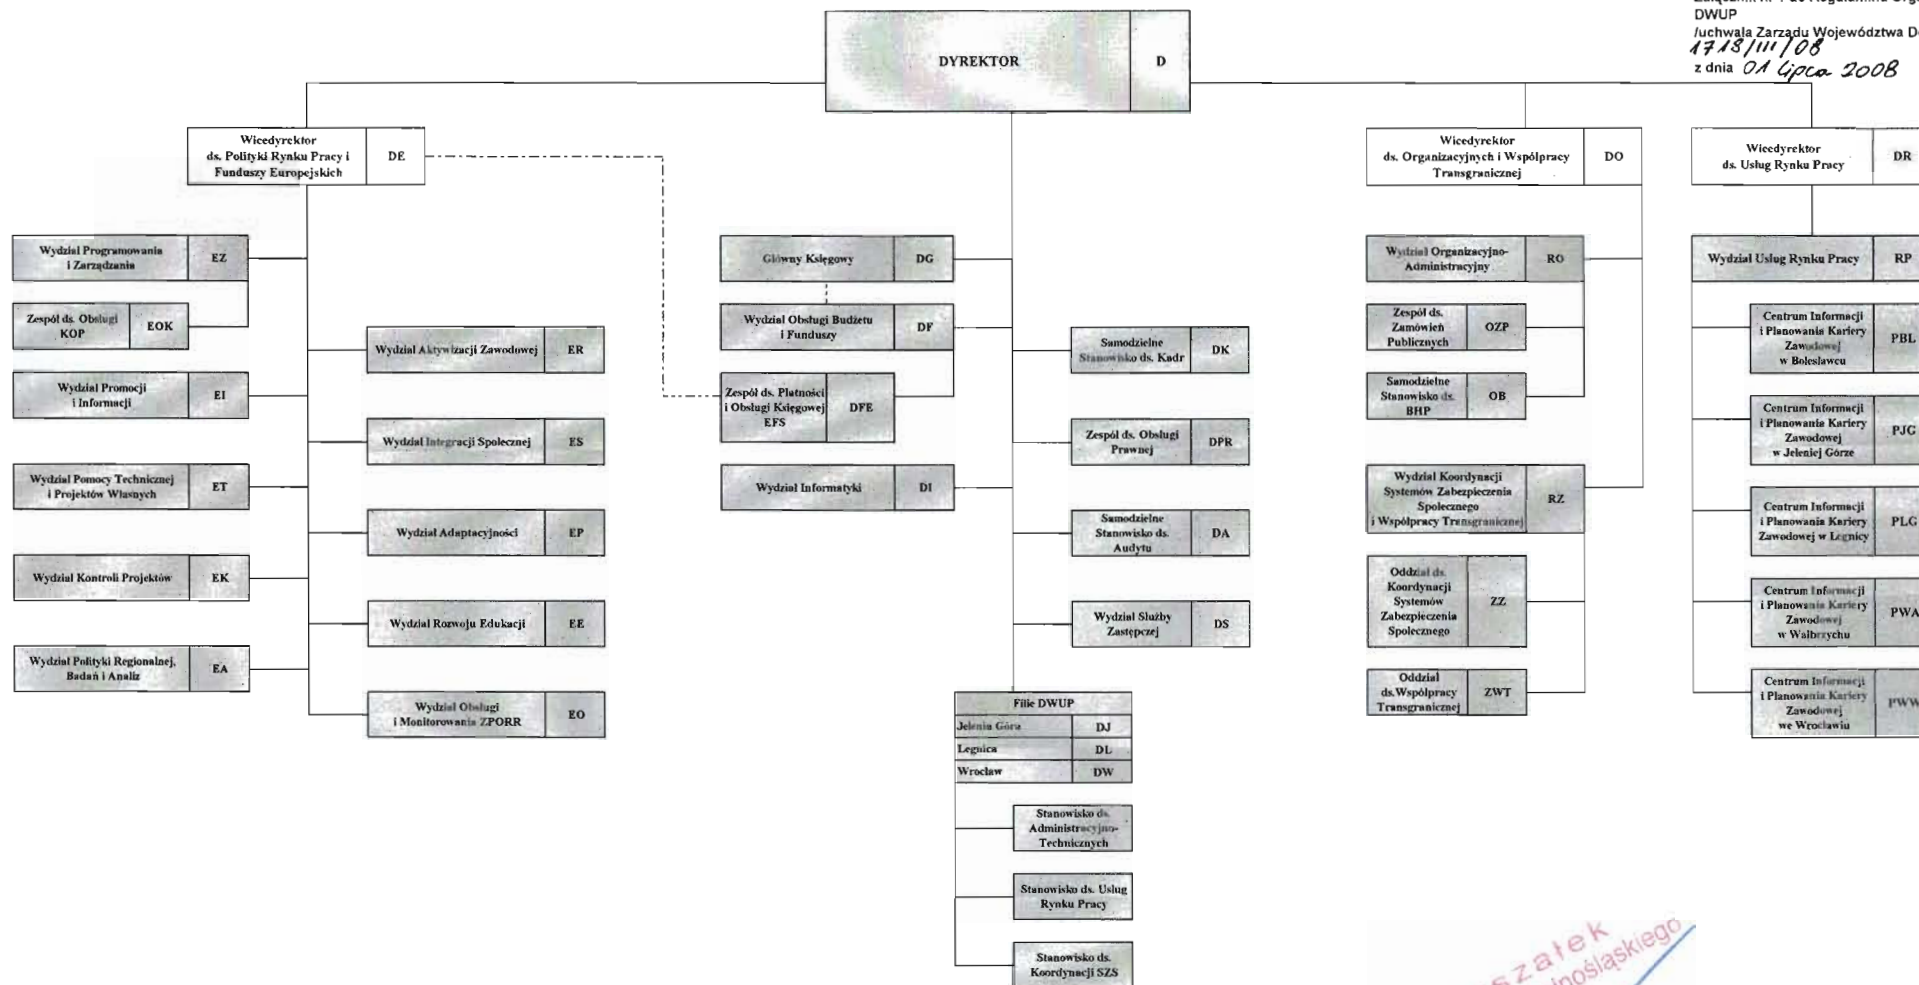 DWUP
/uchwała Zarządu Województwa
1718/III/08
z dnia 01 lipca 2008
DYREKTOR
D
Wicedyrektor
ds. Polityki Rynku Pracy i
Funduszy Europejskich
DE
Wicedyrektor
ds. Organizacyjnych i Współpracy
Transgranicznej
DO
Wicedyrektor
ds. Usług Rynku Pracy
DR
Wydział Programowania
i Zarządzania
EZ
Zespół ds. Obsługi
KOP
EOK
Wydział Promocji
i Informacji
EI
Wydział Pomocy Technicznej
i Projektów Własnych
ET
Wydział Kontroli Projektów
EK
Wydział Polityki Regionalnej,
Badań i Analiz
EA
Wydział Aktywizacji Zawodowej
ER
Wydział Integracji Społecznej
ES
Wydział Adaptacyjności
EP
Wydział Rozwoju Edukacji
EE
Wydział Obsługi
i Monitorowania ZPORR
EO
Główny Księgowy
DG
Wydział Obsługi Budżetu
i Funduszy
DF
Zespół ds. Płatności
i Obsługi Księgowej
EFS
DFE
Wydział Informatyki
DI
Samodzielne
Stanowisko ds. Kadr
DK
Zespół ds. Obsługi
Prawnej
DPR
Samodzielne
Stanowisko ds.
Audytu
DA
Wydział Służby
Zastępczej
DS
Filie DWUP
Jelenia Góra
DJ
Legnica
DL
Wrocław
DW
Stanowisko ds.
Administracyjno-
Technicznych
Stanowisko ds. Usług
Rynku Pracy
Stanowisko ds.
Koordynacji SZS
Wydział Organizacyjno-
Administracyjny
RO
Zespół ds.
Zamówień
Publicznych
OZP
Samodzielne
Stanowisko ds.
BHP
OB
Wydział Koordynacji
Systemów Zabezpieczenia
Społecznego
i Współpracy Transgranicznej
RZ
Oddział ds.
Koordynacji
Systemów
Zabezpieczenia
Społecznego
ZZ
Oddział
ds.Współpracy
Transgranicznej
ZWT
Wydział Usług Rynku Pracy
RP
Centrum Informacji
i Planowania Kariery
Zawodowej
w Bolesławcu
PBL
Centrum Informacji
i Planowania Kariery
Zawodowej
w Jeleniej Górze
PJG
Centrum Informacji
i Planowania Kariery
Zawodowej w Legnicy
PLG
Centrum Informacji
i Planowania Kariery
Zawodowej
w Wałbrzychu
PWA
Centrum Informacji
i Planowania Kariery
Zawodowej
we Wrocławiu
PWW